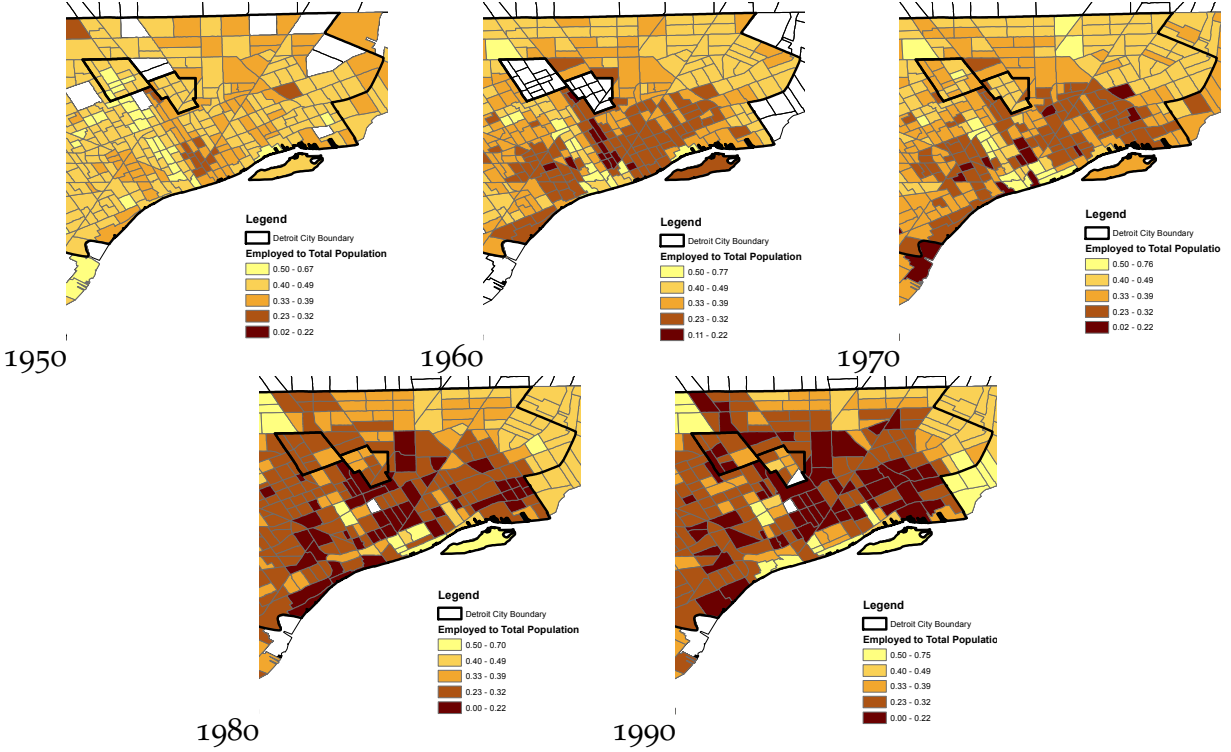 Legend
Detroit City Boundary
Employed to Total Population
0.50 - 0.67
0.40 - 0.49
0.33 - 0.39
0.23 - 0.32
0.02 - 0.22
1950
Legend
Detroit City Boundary
Employed to Total Population
0.50 - 0.77
0.40 - 0.49
0.33 - 0.39
0.23 - 0.32
0.11 - 0.22
1960
Legend
Detroit City Boundary
Employed to Total Populatio
0.50 - 0.76
0.40 - 0.49
0.33 - 0.39
0.23 - 0.32
0.02 - 0.22
1970
Legend
Detroit City Boundary
Employed to Total Population
0.50 - 0.70
0.40 - 0.49
0.33 - 0.39
0.23 - 0.32
0.00 - 0.22
1980
Legend
Detroit City Boundary
Employed to Total Populatio
0.50 - 0.75
0.40 - 0.49
0.33 - 0.39
0.23 - 0.32
0.00 - 0.22
1990